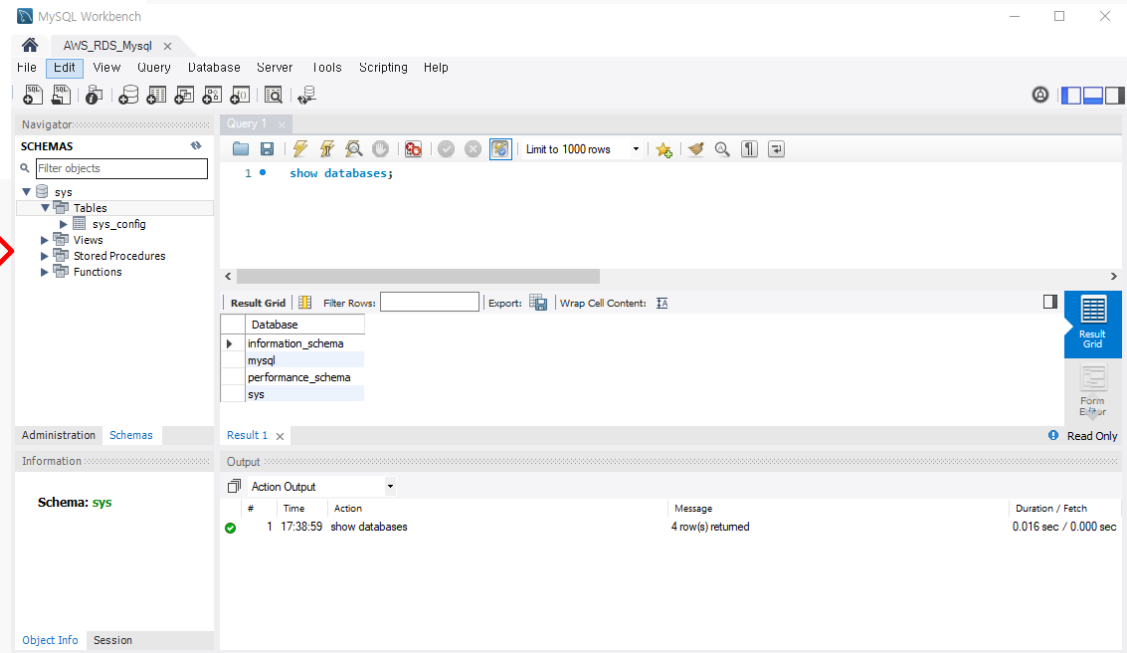 MySQL Workbench
AWS_RDS_Mysql
File Edit View Query Database Server Tools Scripting Help
Navigator
SCHEMAS
Filter objects
sys
Tables
sys_config
Views
Stored Procedures
Functions
Administration Schemas
Information
Schema: sys
Object Info Session
Query 1
Limit to 1000 rows
1 show databases;
Result Grid Filter Rows: Export: Wrap Cell Content:
Database
information_schema
mysql
performance_schema
sys
Result Grid
Form Editor
Result 1 Read Only
Output
Action Output
# Time Action Message Duration / Fetch
1 17:38:59 show databases 4 row(s) returned 0.016 sec / 0.000 sec